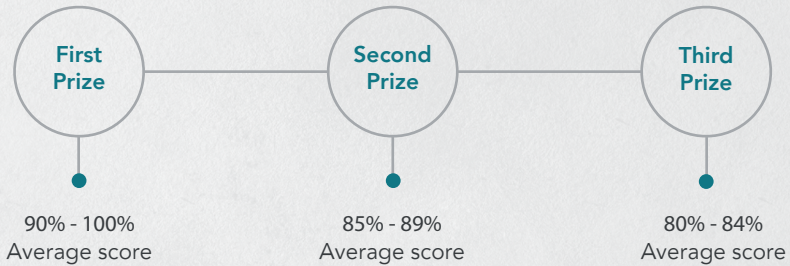 First
Prize
Second
Prize
Third
Prize
90% - 100%
Average score
85% - 89%
Average score
80% - 84%
Average score